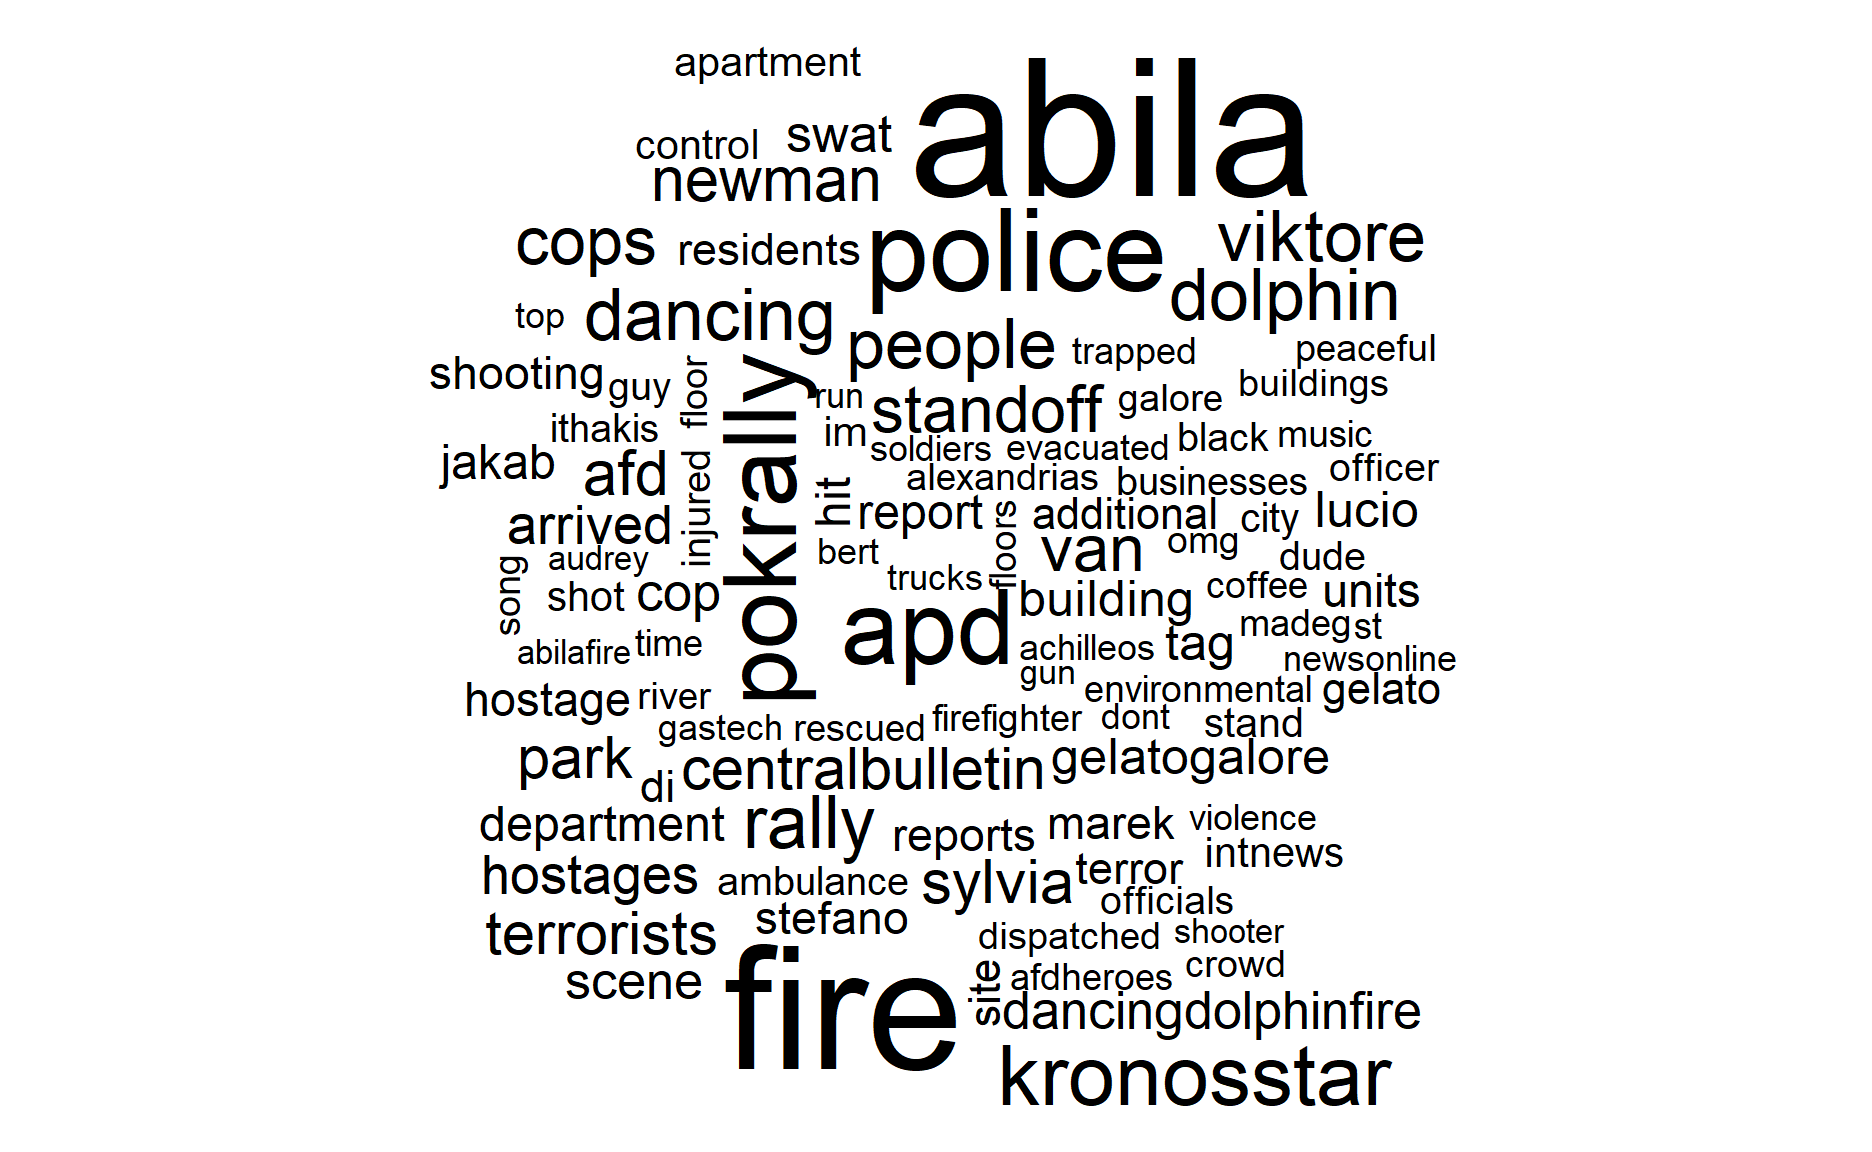 apartment
abila
control
swat
newman
cops
residents
police
viktore
dolphin
top
dancing
people
trapped
peaceful
shooting
guy
floor
pokrally
run
standoff
galore
buildings
ithakis
im
soldiers
evacuated
black
music
jakab
afd
injured
hit
alexandrias
businesses
officer
arrived
report
floors
additional
city
lucio
audrey
bert
van
omg
dude
song
shot
cop
trucks
building
coffee
units
abilafire
time
apd
achilleos
tag
madeg
st
gun
newsonline
hostage
river
environmental
gelato
gastech
rescued
firefighter
dont
stand
park
di
centralbulletin
gelatogalore
department
rally
reports
marek
violence
intnews
hostages
ambulance
sylvia
terror
officials
terrorists
stefano
dispatched
shooter
scene
fire
site
afdheroes
crowd
dancingdolphinfire
kronosstar